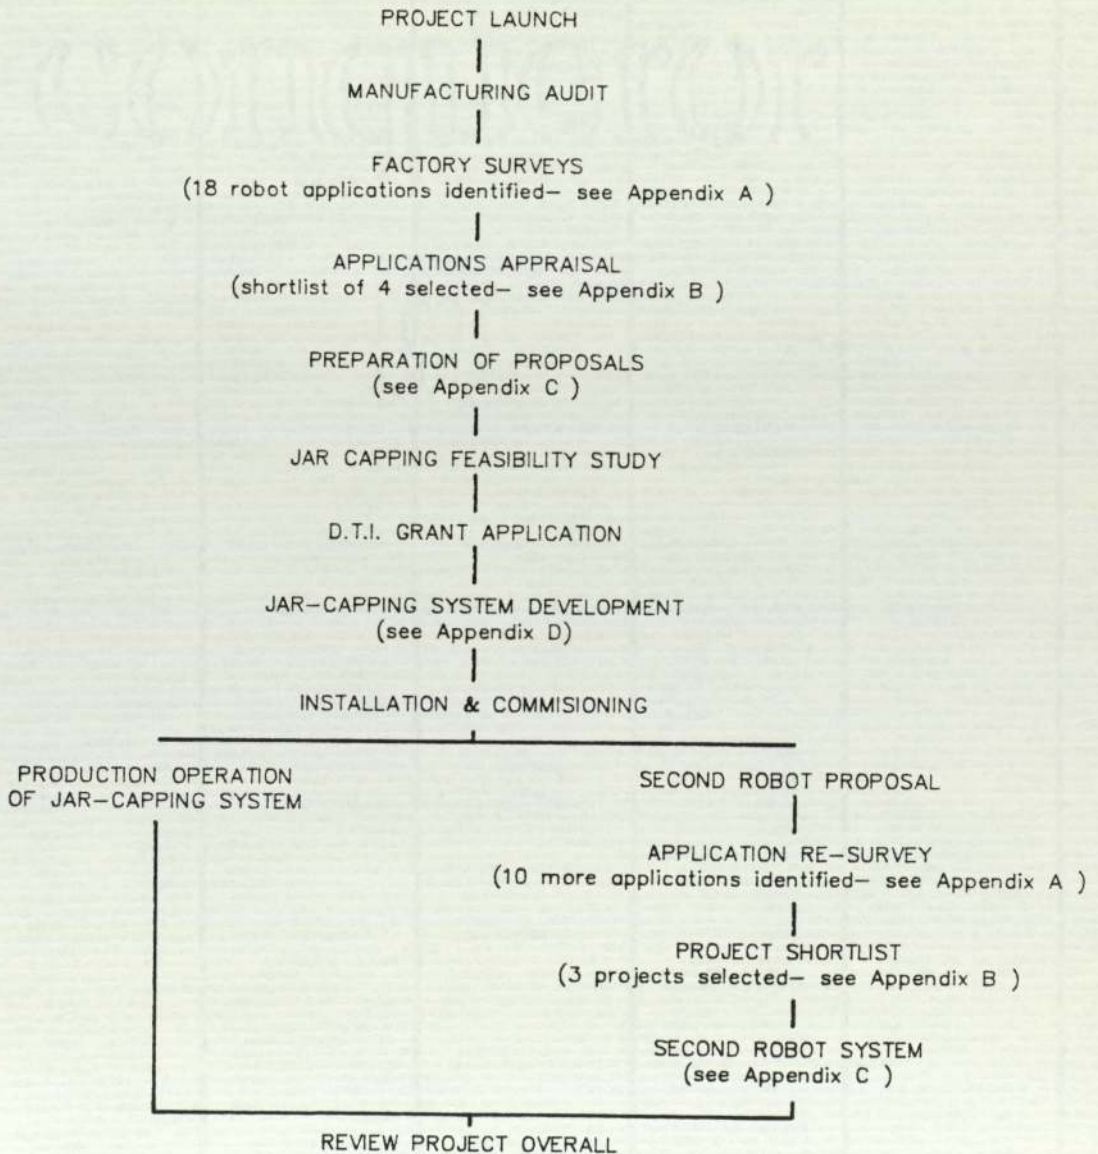 PROJECT LAUNCH
MANUFACTURING AUDIT
FACTORY SURVEYS
(18 robot applications identified— see Appendix A )
APPLICATIONS APPRAISAL
(shortlist of 4 selected— see Appendix B )
PREPARATION OF PROPOSALS
(see Appendix C )
JAR CAPPING FEASIBILITY STUDY
D.T.I. GRANT APPLICATION
JAR—CAPPING SYSTEM DEVELOPMENT
(see Appendix D)
INSTALLATION & COMMISIONING
PRODUCTION OPERATION
OF JAR—CAPPING SYSTEM
SECOND ROBOT PROPOSAL
APPLICATION RE—SURVEY
(10 more applications identified— see Appendix A )
PROJECT SHORTLIST
(3 projects selected— see Appendix B )
SECOND ROBOT SYSTEM
(see Appendix C )
REVIEW PROJECT OVERALL